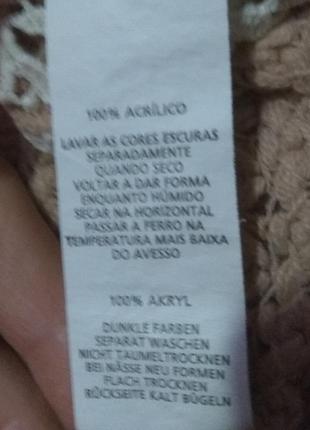 100% ACRÍLICO
LAVAR AS CORES ESCURAS
SEPARADAMENTE
QUANDO SECO
VOLTAR A DAR FORMA
ENQUANTO HÚMIDO
SECAR NA HORIZONTAL
PASSAR A FERRO NA
TEMPERATURA MAIS BAIXA
DO AVESSO
100% AKRYL
DUNKLE FARBEN
SEPARAT WASCHEN
NICHT TAUMELTROCKNEN
BEI NÄSSE NEU FORMEN
FLACH TROCKNEN
RÜCKSEITE KALT BÜGELN